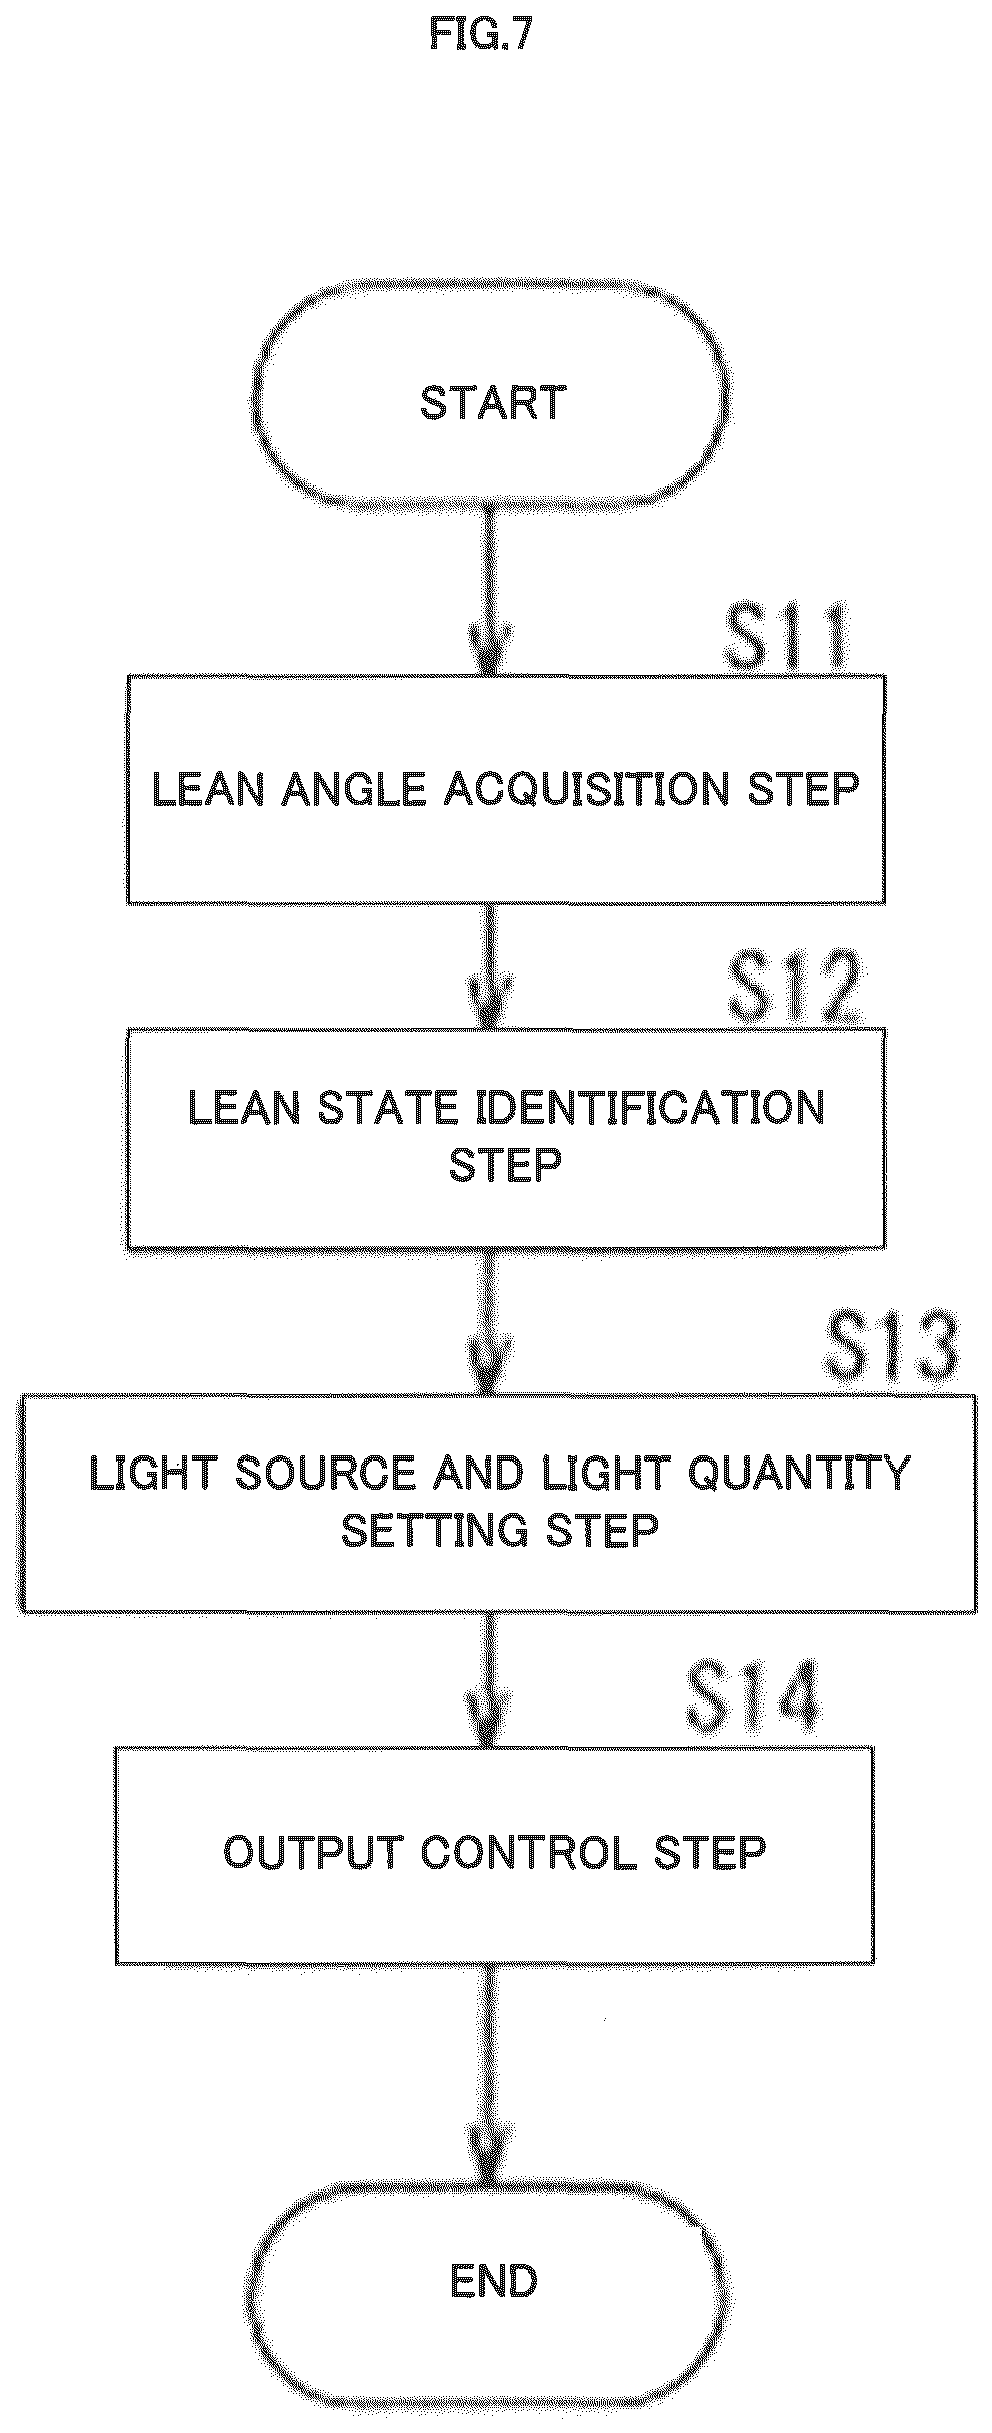 FIG.7
START
S11
LEAN ANGLE ACQUISITION STEP
S12
LEAN STATE IDENTIFICATION
STEP
S13
LIGHT SOURCE AND LIGHT QUANTITY
SETTING STEP
S14
OUTPUT CONTROL STEP
END